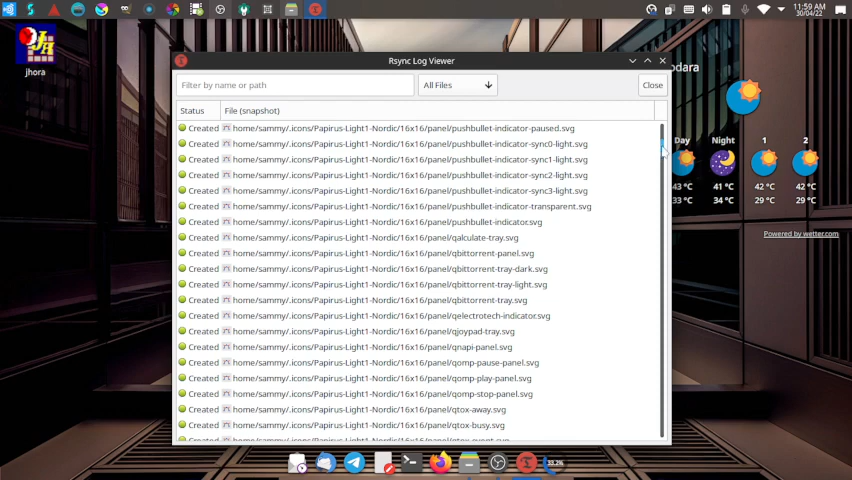 11:59 AM
30/04/22
jhora
Rsync Log Viewer
Filter by name or path
All Files
Close
Status
File (snapshot)
Created home/sammy/.icons/Papirus-Light1-Nordic/16x16/panel/pushbullet-indicator-paused.svg
Created home/sammy/.icons/Papirus-Light1-Nordic/16x16/panel/pushbullet-indicator-sync0-light.svg
Created home/sammy/.icons/Papirus-Light1-Nordic/16x16/panel/pushbullet-indicator-sync1-light.svg
Created home/sammy/.icons/Papirus-Light1-Nordic/16x16/panel/pushbullet-indicator-sync2-light.svg
Created home/sammy/.icons/Papirus-Light1-Nordic/16x16/panel/pushbullet-indicator-sync3-light.svg
Created home/sammy/.icons/Papirus-Light1-Nordic/16x16/panel/pushbullet-indicator-transparent.svg
Created home/sammy/.icons/Papirus-Light1-Nordic/16x16/panel/pushbullet-indicator.svg
Created home/sammy/.icons/Papirus-Light1-Nordic/16x16/panel/qalculate-tray.svg
Created home/sammy/.icons/Papirus-Light1-Nordic/16x16/panel/qbittorrent-panel.svg
Created home/sammy/.icons/Papirus-Light1-Nordic/16x16/panel/qbittorrent-tray-dark.svg
Created home/sammy/.icons/Papirus-Light1-Nordic/16x16/panel/qbittorrent-tray-light.svg
Created home/sammy/.icons/Papirus-Light1-Nordic/16x16/panel/qbittorrent-tray.svg
Created home/sammy/.icons/Papirus-Light1-Nordic/16x16/panel/qelectrotech-indicator.svg
Created home/sammy/.icons/Papirus-Light1-Nordic/16x16/panel/qjoypad-tray.svg
Created home/sammy/.icons/Papirus-Light1-Nordic/16x16/panel/qnapi-panel.svg
Created home/sammy/.icons/Papirus-Light1-Nordic/16x16/panel/qomp-pause-panel.svg
Created home/sammy/.icons/Papirus-Light1-Nordic/16x16/panel/qomp-play-panel.svg
Created home/sammy/.icons/Papirus-Light1-Nordic/16x16/panel/qomp-stop-panel.svg
Created home/sammy/.icons/Papirus-Light1-Nordic/16x16/panel/qtox-away.svg
Created home/sammy/.icons/Papirus-Light1-Nordic/16x16/panel/qtox-busy.svg
odara
Day Night 1 2
43 °C 41 °C 42 °C 42 °C
33 °C 34 °C 29 °C 29 °C
Powered by wetter.com
33.2%